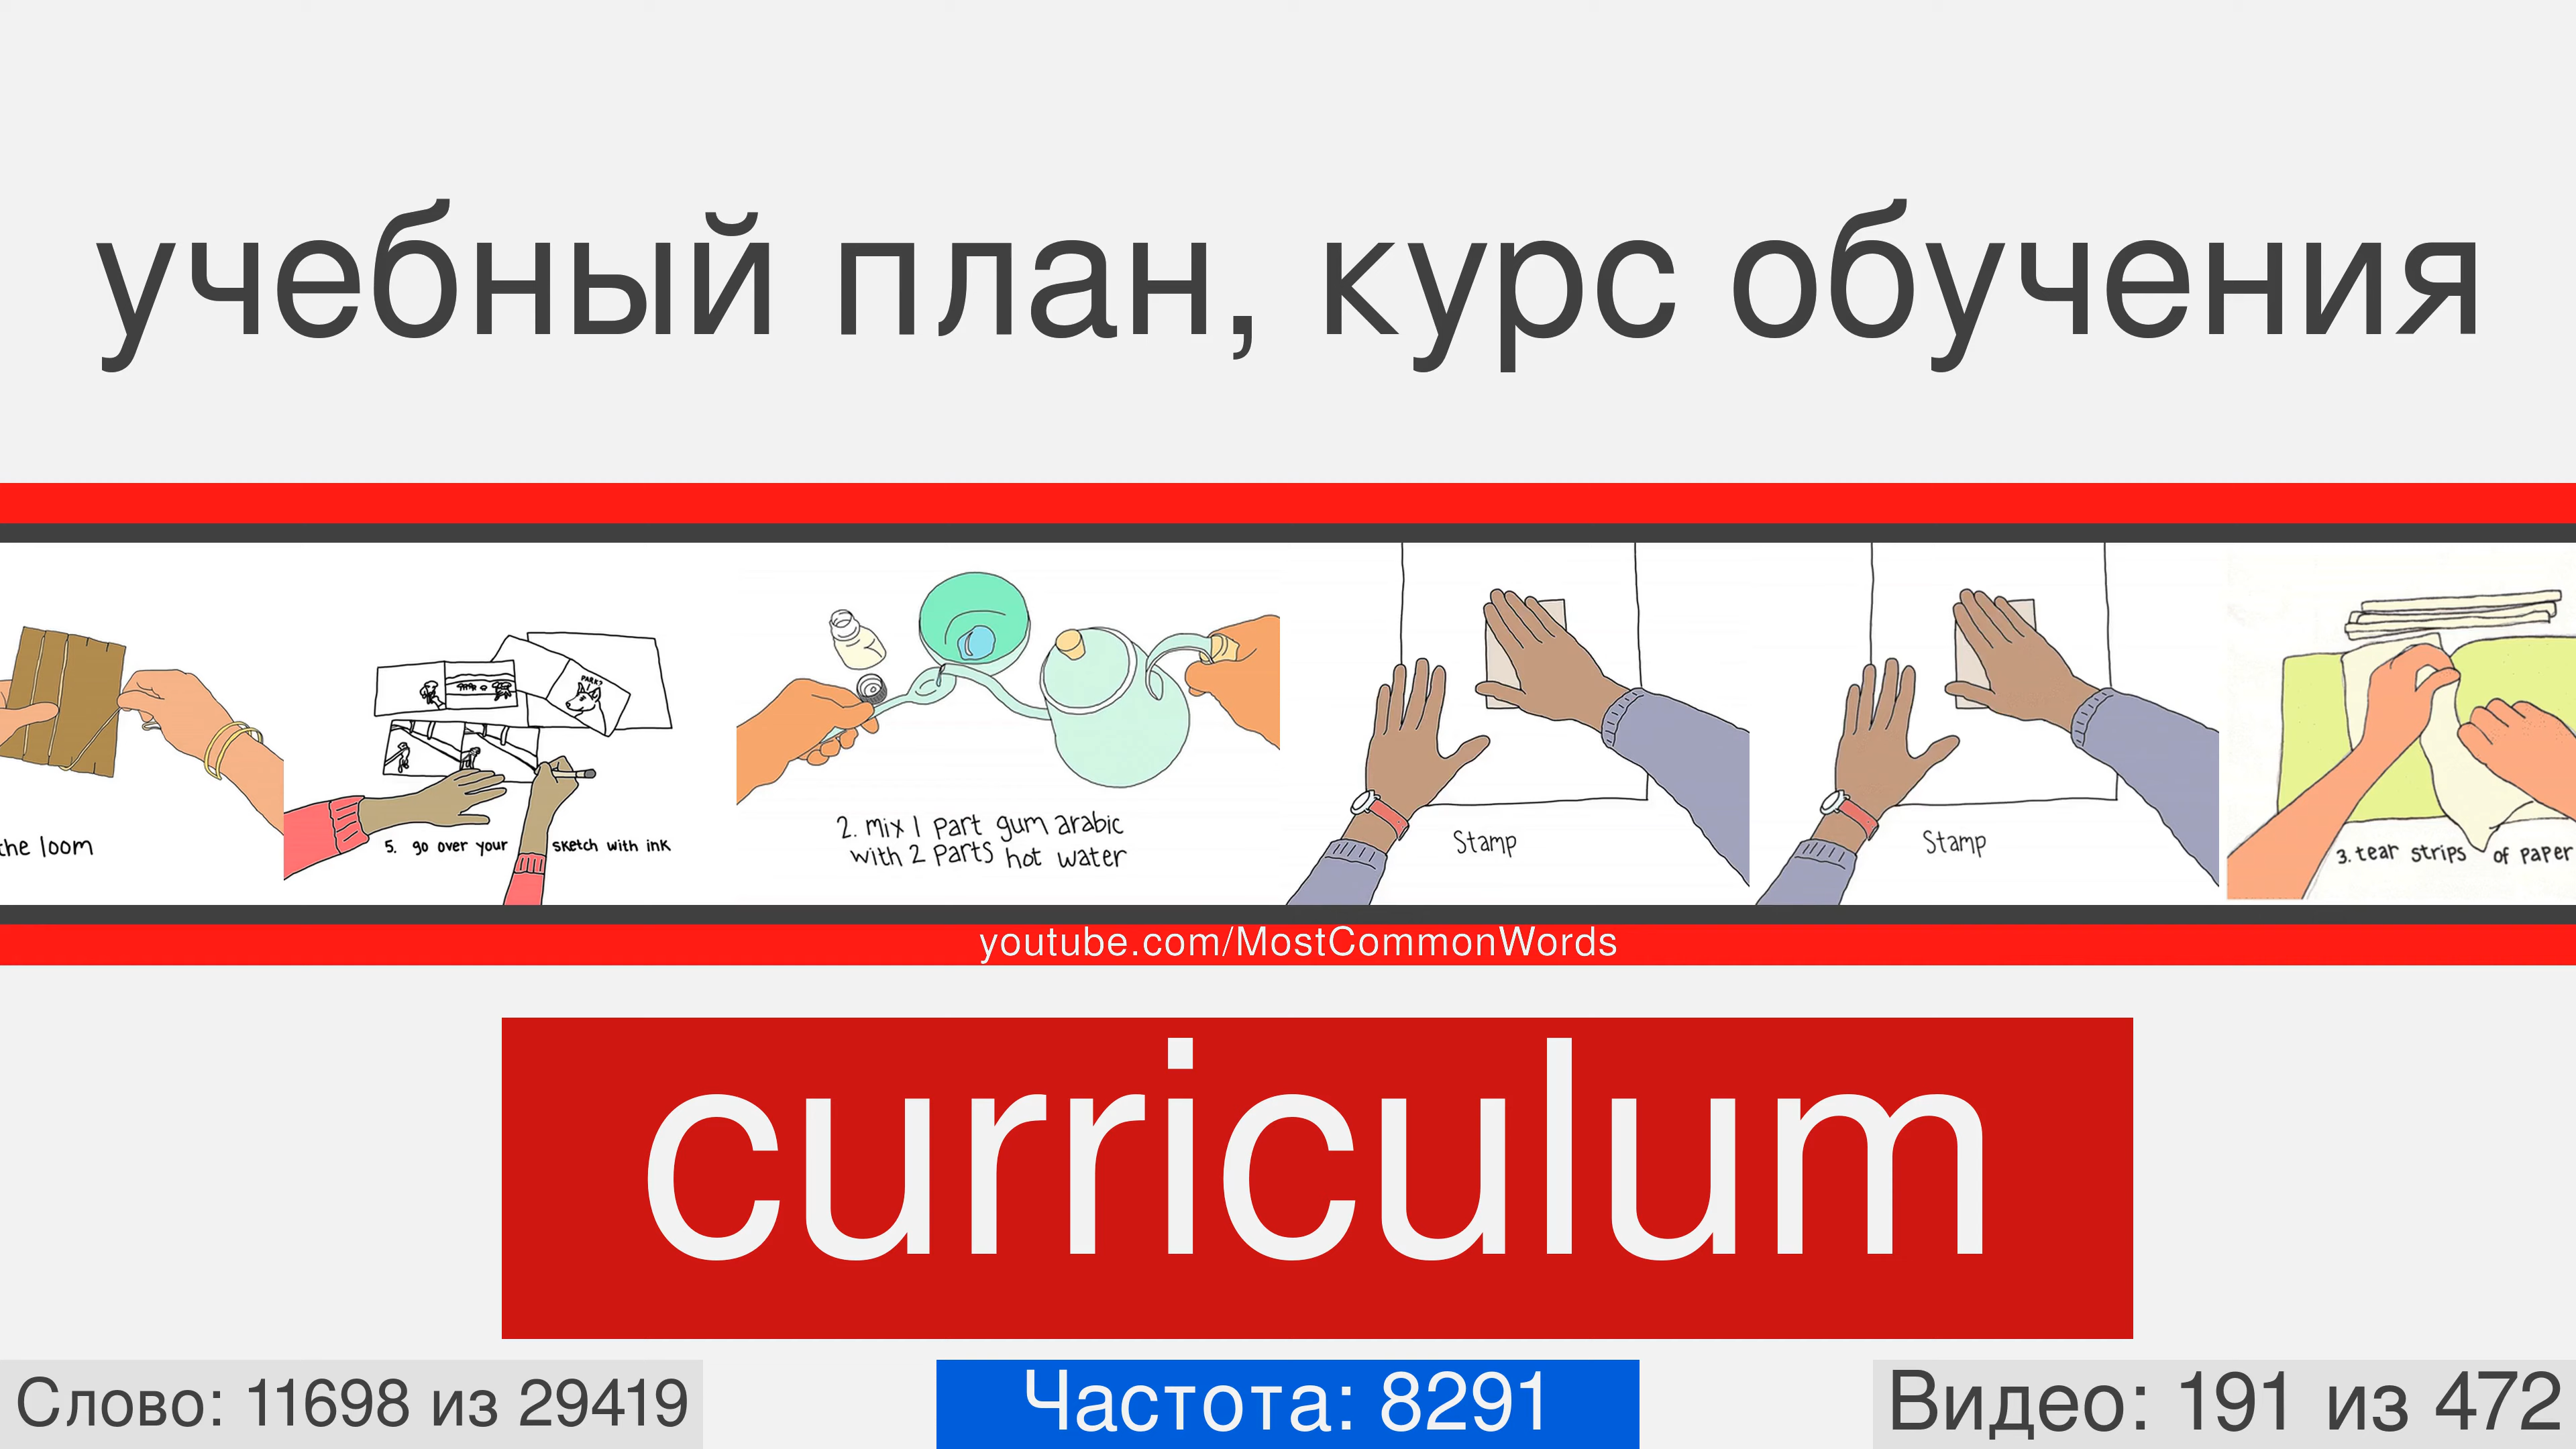 учебный план, курс обучения
the loom
5. go over your sketch with ink
PARK?
2. mix 1 part gum arabic
with 2 parts hot water
Stamp
Stamp
3. tear strips of paper
youtube.com/MostCommonWords
curriculum
Слово: 11698 из 29419
Частота: 8291
Видео: 191 из 472